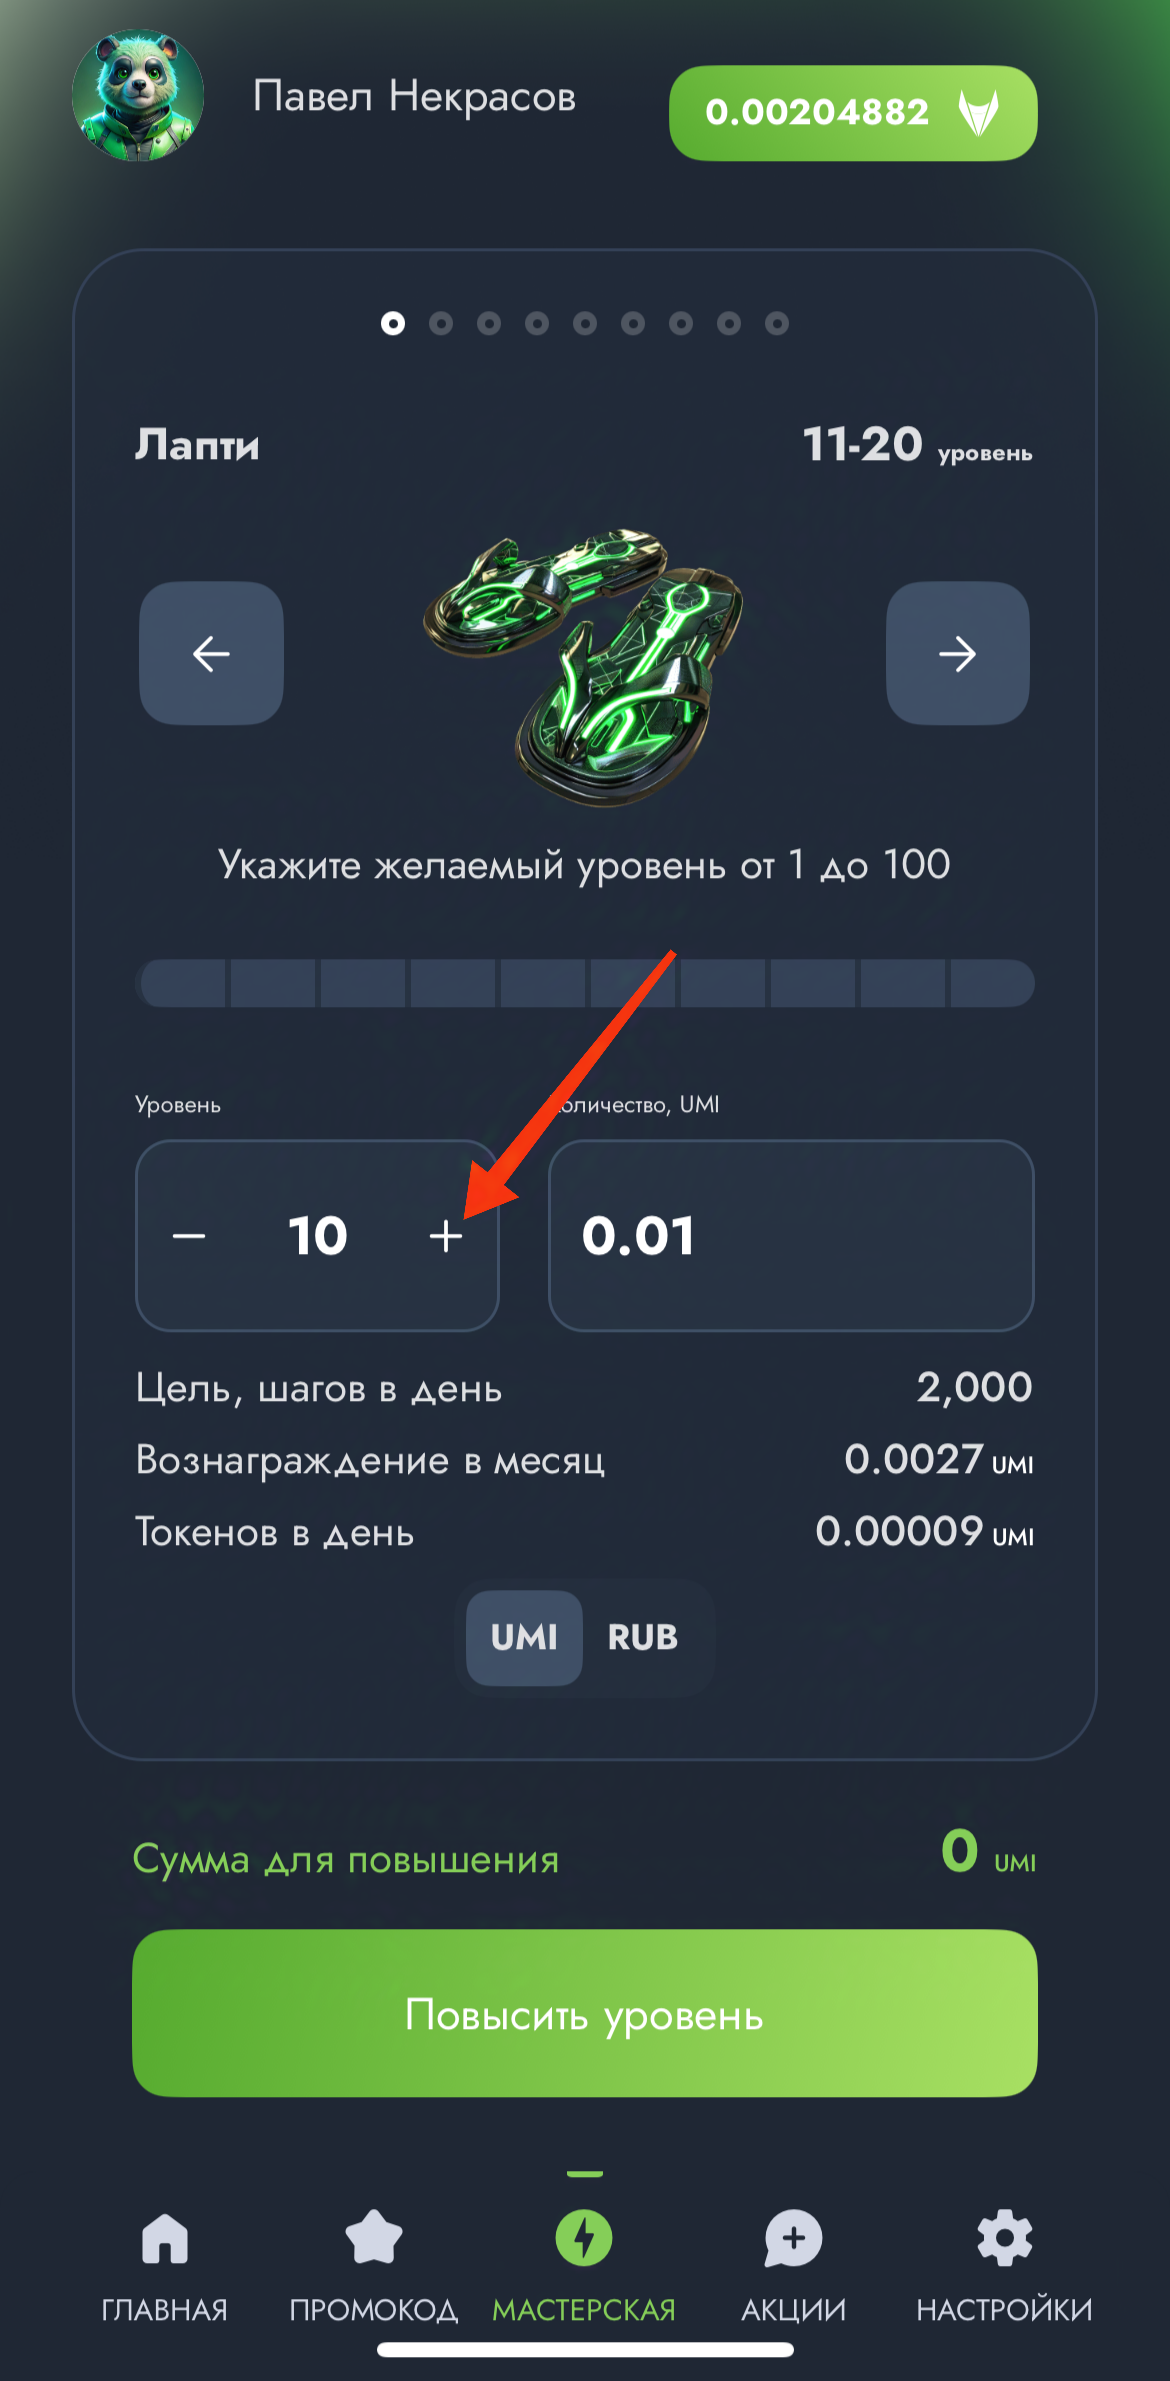 Павел Некрасов
0.00204882
Лапти
11-20 уровень
Укажите желаемый уровень от 1 до 100
Уровень
оличество, UMI
10
0.01
Цель, шагов в день 2,000
Вознаграждение в месяц 0.0027 UMI
Токенов в день 0.00009 UMI
UMI RUB
Сумма для повышения 0 UMI
Повысить уровень
ГЛАВНАЯ ПРОМОКОД МАСТЕРСКАЯ АКЦИИ НАСТРОЙКИ